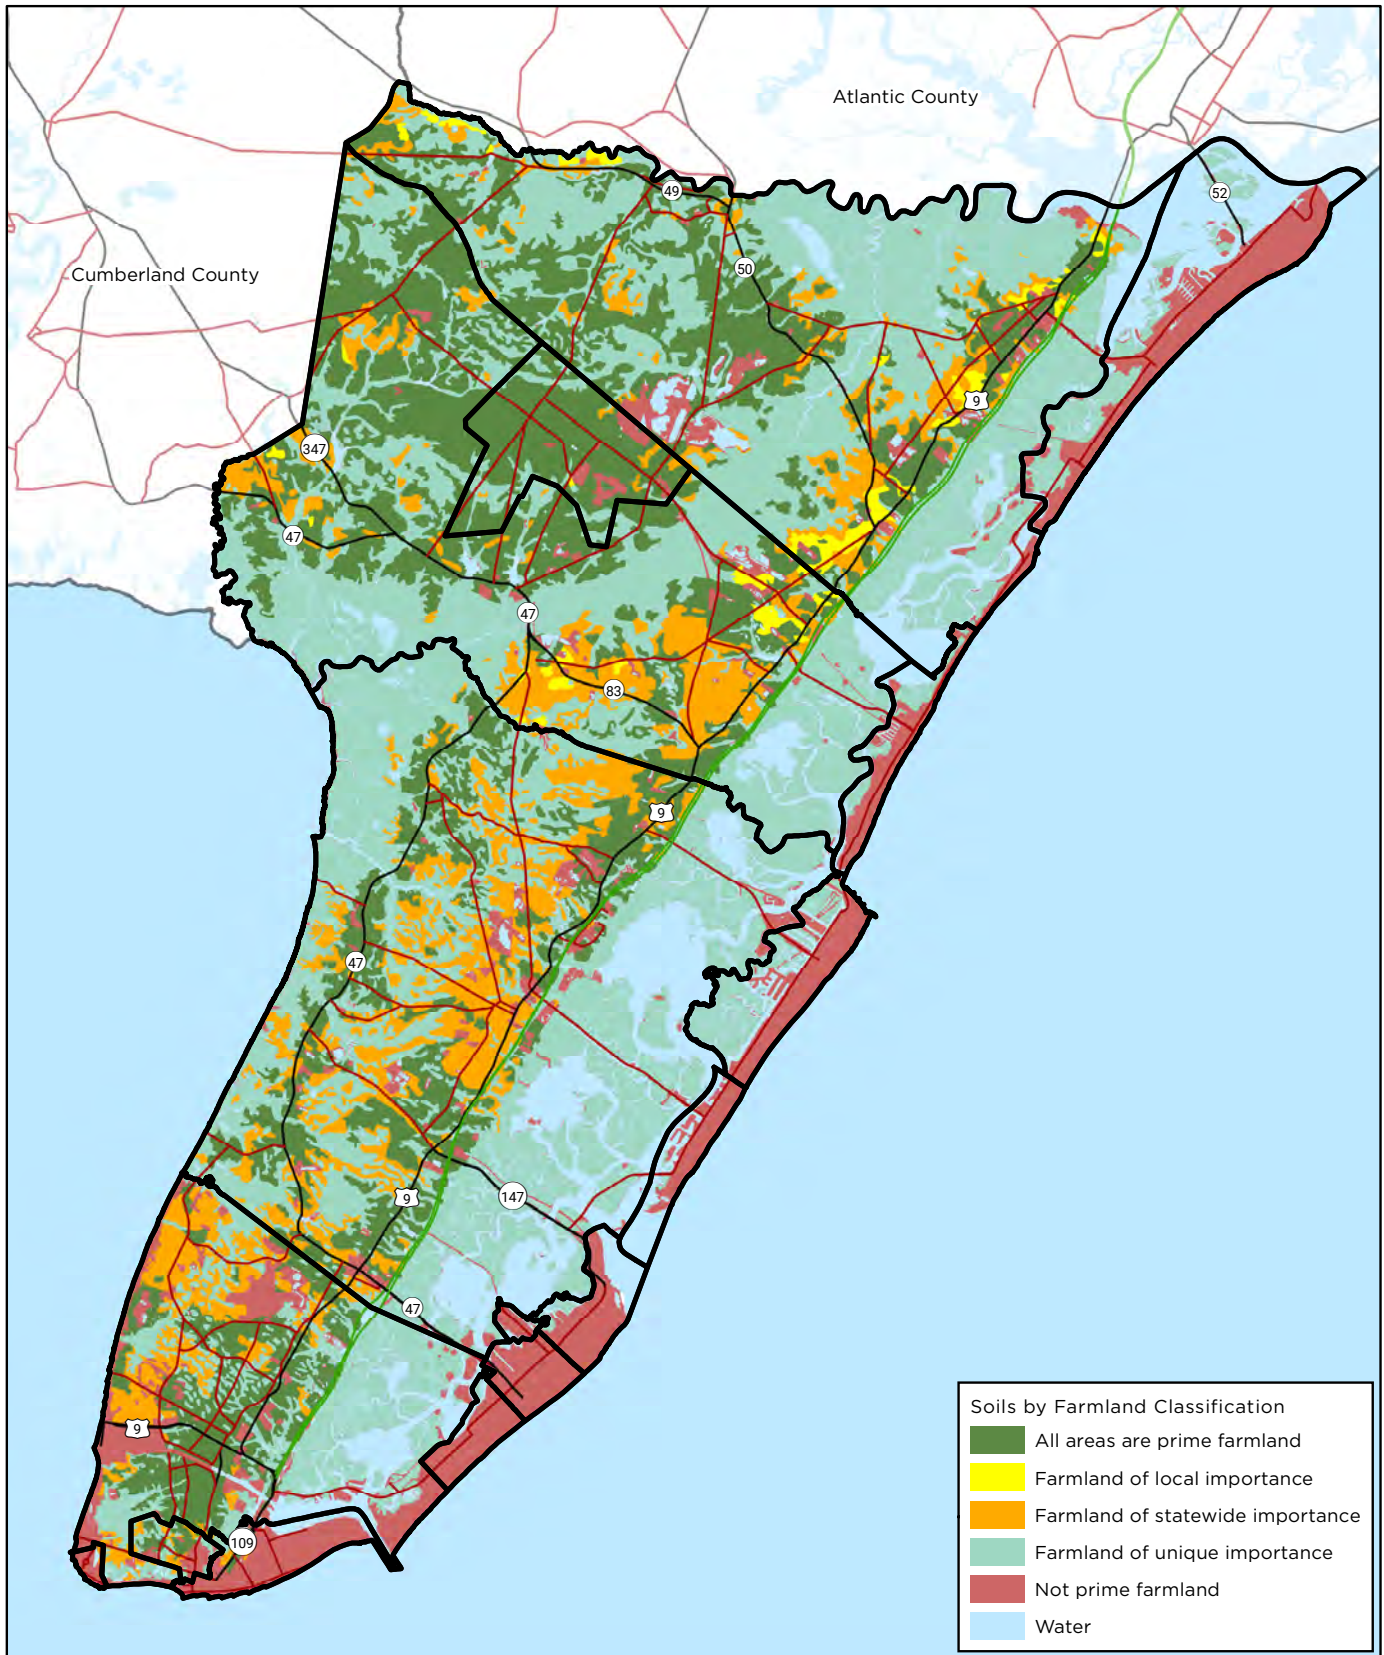 Atlantic County
52
49
Cumberland County
50
9
347
47
47
83
9
47
9
147
47
9
109
Soils by Farmland Classification
All areas are prime farmland
Farmland of local importance
Farmland of statewide importance
Farmland of unique importance
Not prime farmland
Water